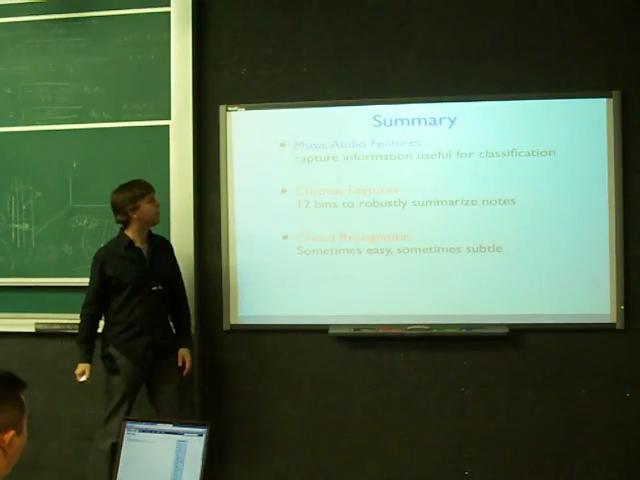 Summary
Music Audio Features
capture information useful for classification
Chroma Features
12 bins to robustly summarize notes
Chord Recognition
Sometimes easy, sometimes subtle